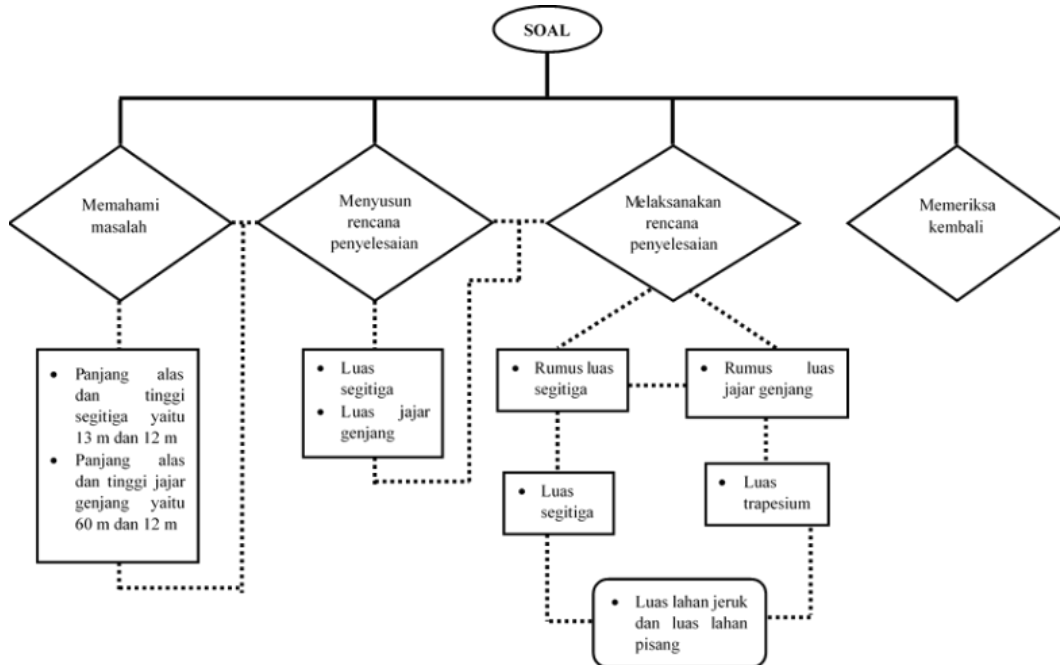 SOAL
Memahami
masalah
Menyusun
rencana
penyelesaian
Melaksanakan
rencana
penyelesaian
Memeriksa
kembali
• Panjang alas
dan tinggi
segitiga yaitu
13 m dan 12 m
• Panjang alas
dan tinggi jajar
genjang yaitu
60 m dan 12 m
• Luas
segitiga
• Luas jajar
genjang
• Rumus luas
segitiga
• Rumus luas
jajar genjang
• Luas
segitiga
• Luas
trapesium
• Luas lahan jeruk
dan luas lahan
pisang